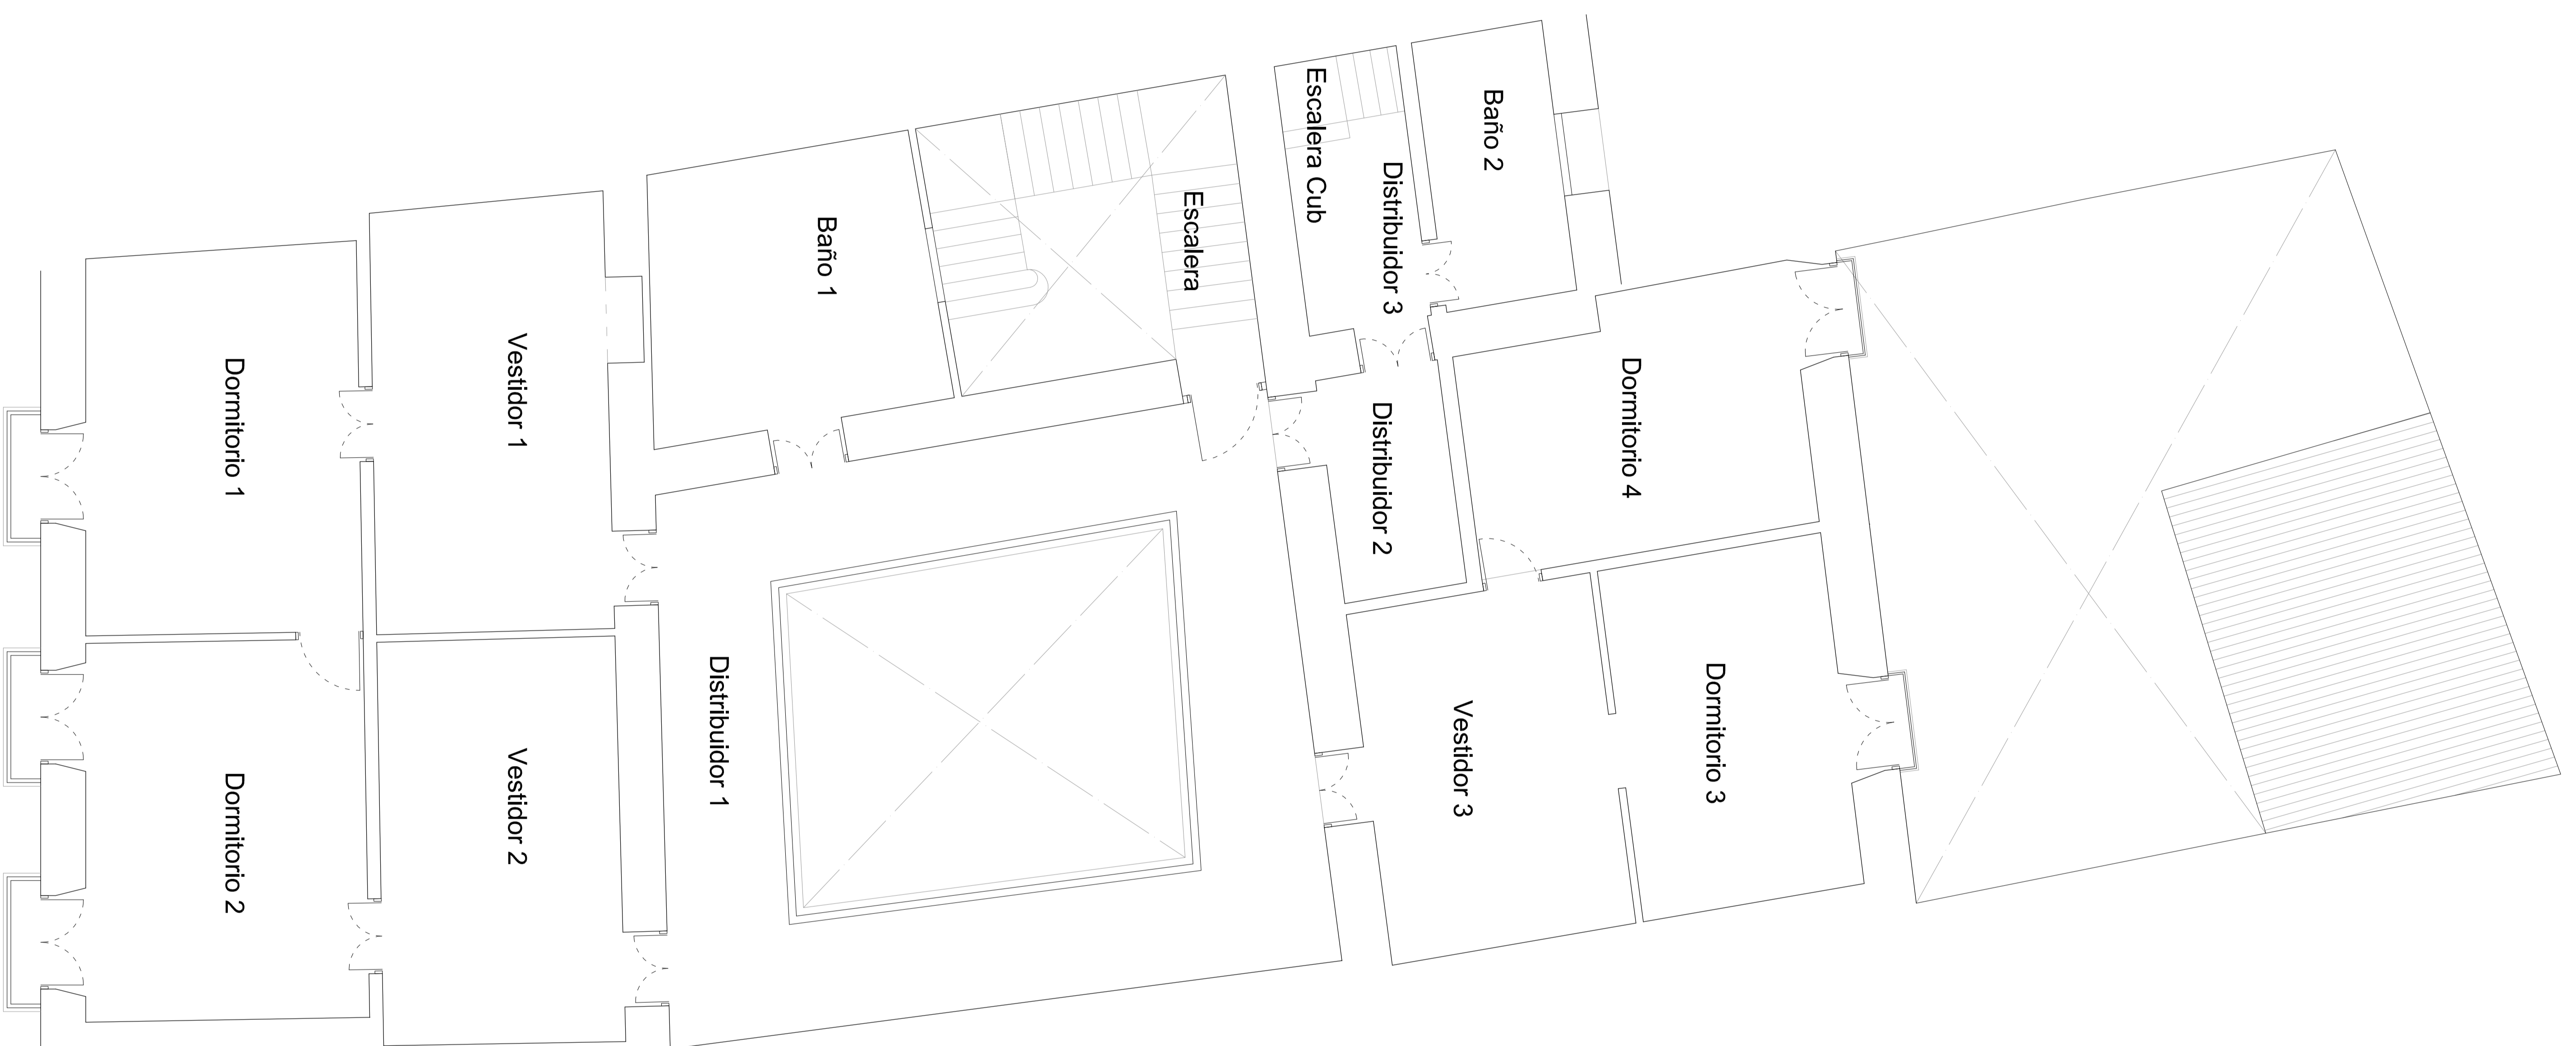 Dormitorio 1
Vestidor 1
Baño 1
Escalera
Escalera Cub
Distribuidor 3
Baño 2
Distribuidor 2
Dormitorio 4
Dormitorio 2
Vestidor 2
Distribuidor 1
Vestidor 3
Dormitorio 3